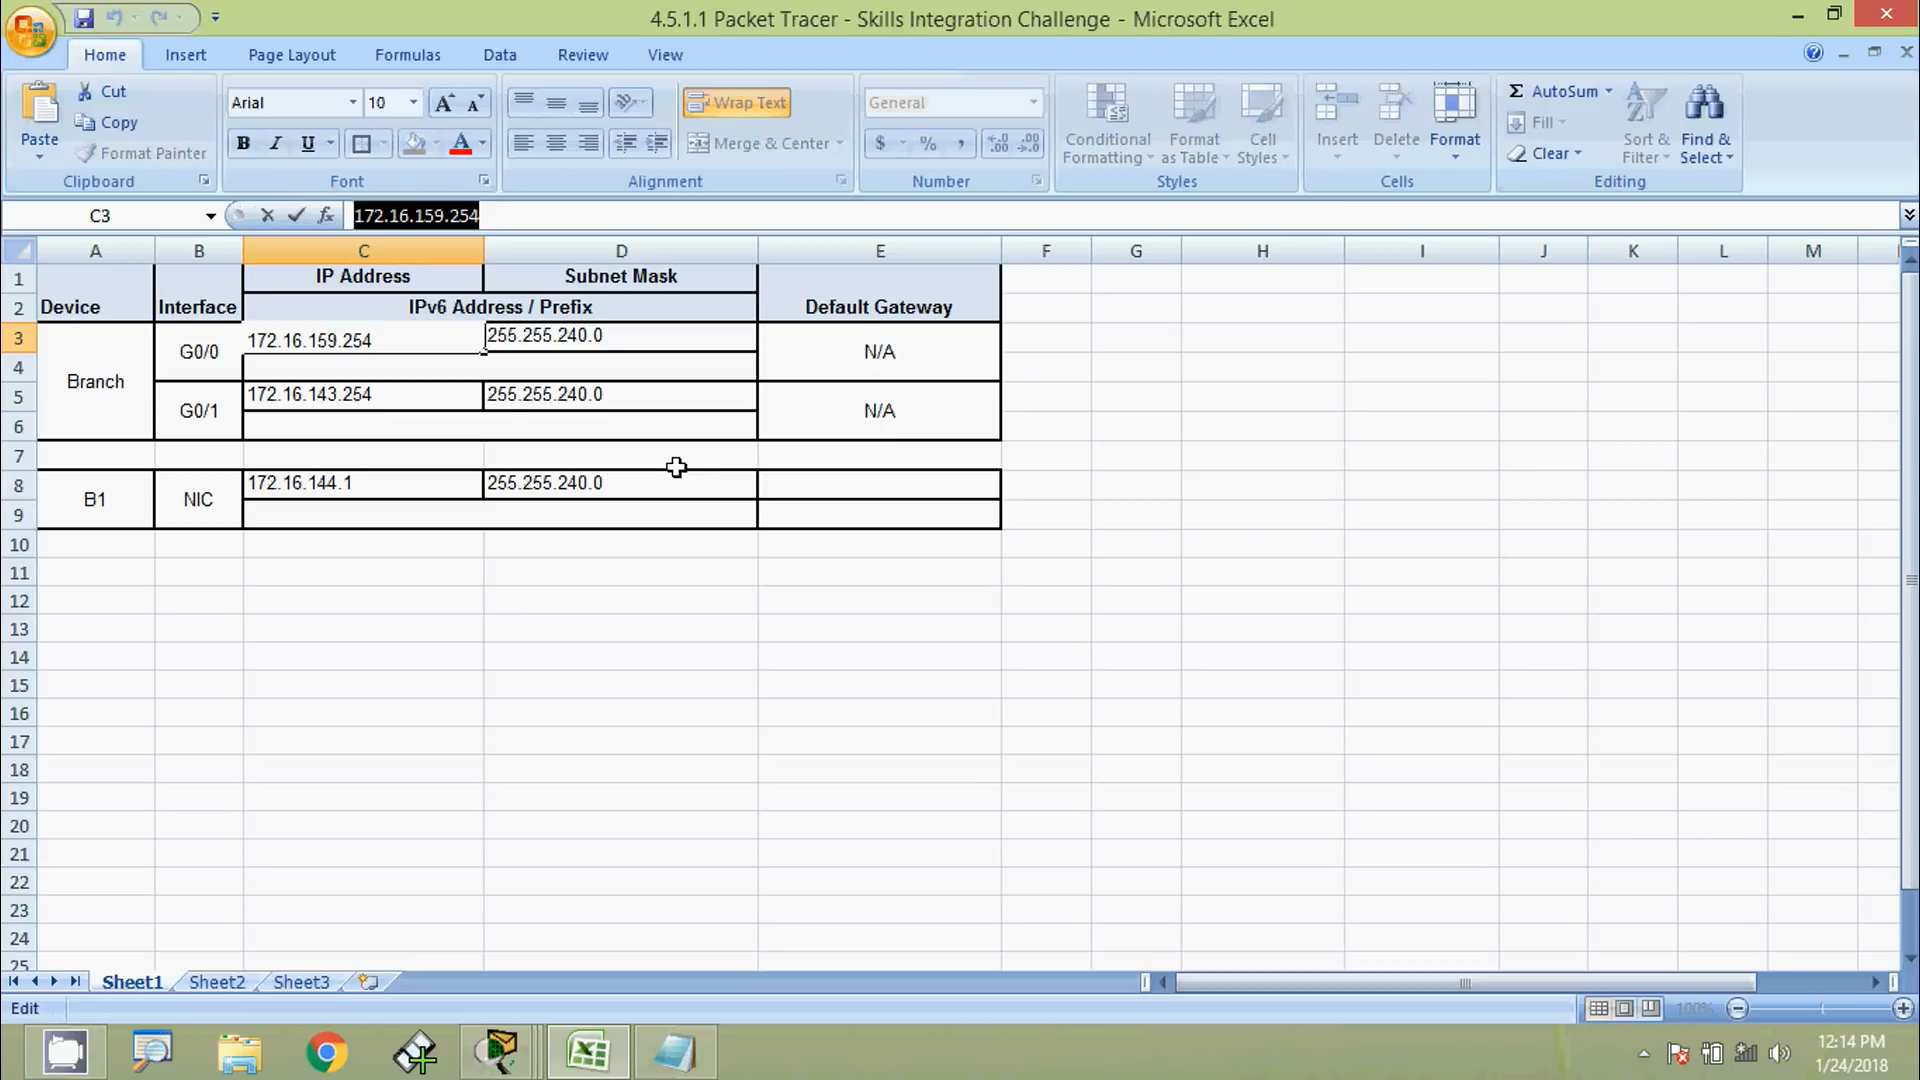 4.5.1.1 Packet Tracer - Skills Integration Challenge - Microsoft Excel
Home Insert Page Layout Formulas Data Review View
Paste Cut Copy Format Painter Clipboard
Arial 10 B I U A Font
Wrap Text Merge & Center Alignment
General $ % , Number
Conditional Formatting Format as Table Cell Styles Styles
Insert Delete Format Cells
Σ AutoSum Fill Clear Sort & Filter Find & Select Editing
C3 fx 172.16.159.254
A B C D E F G H I J K L M
1 IP Address Subnet Mask
2 Device Interface IPv6 Address / Prefix Default Gateway
3 172.16.159.254 255.255.240.0
G0/0 N/A
4
Branch
5 172.16.143.254 255.255.240.0
G0/1 N/A
6
7
8 172.16.144.1 255.255.240.0
B1 NIC
9
10
11
12
13
14
15
16
17
18
19
20
21
22
23
24
25
Sheet1 Sheet2 Sheet3
Edit 100%
12:14 PM
1/24/2018